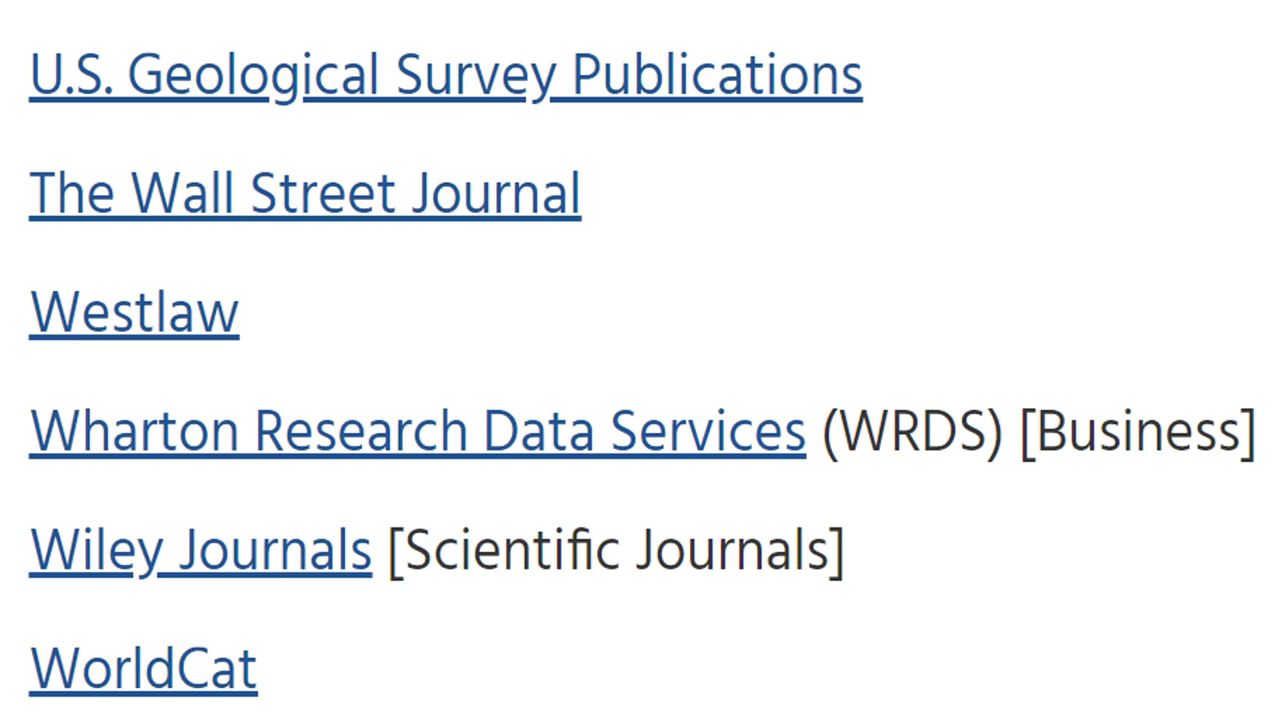 U.S. Geological Survey Publications
The Wall Street Journal
Westlaw
Wharton Research Data Services (WRDS) [Business]
Wiley Journals [Scientific Journals]
WorldCat